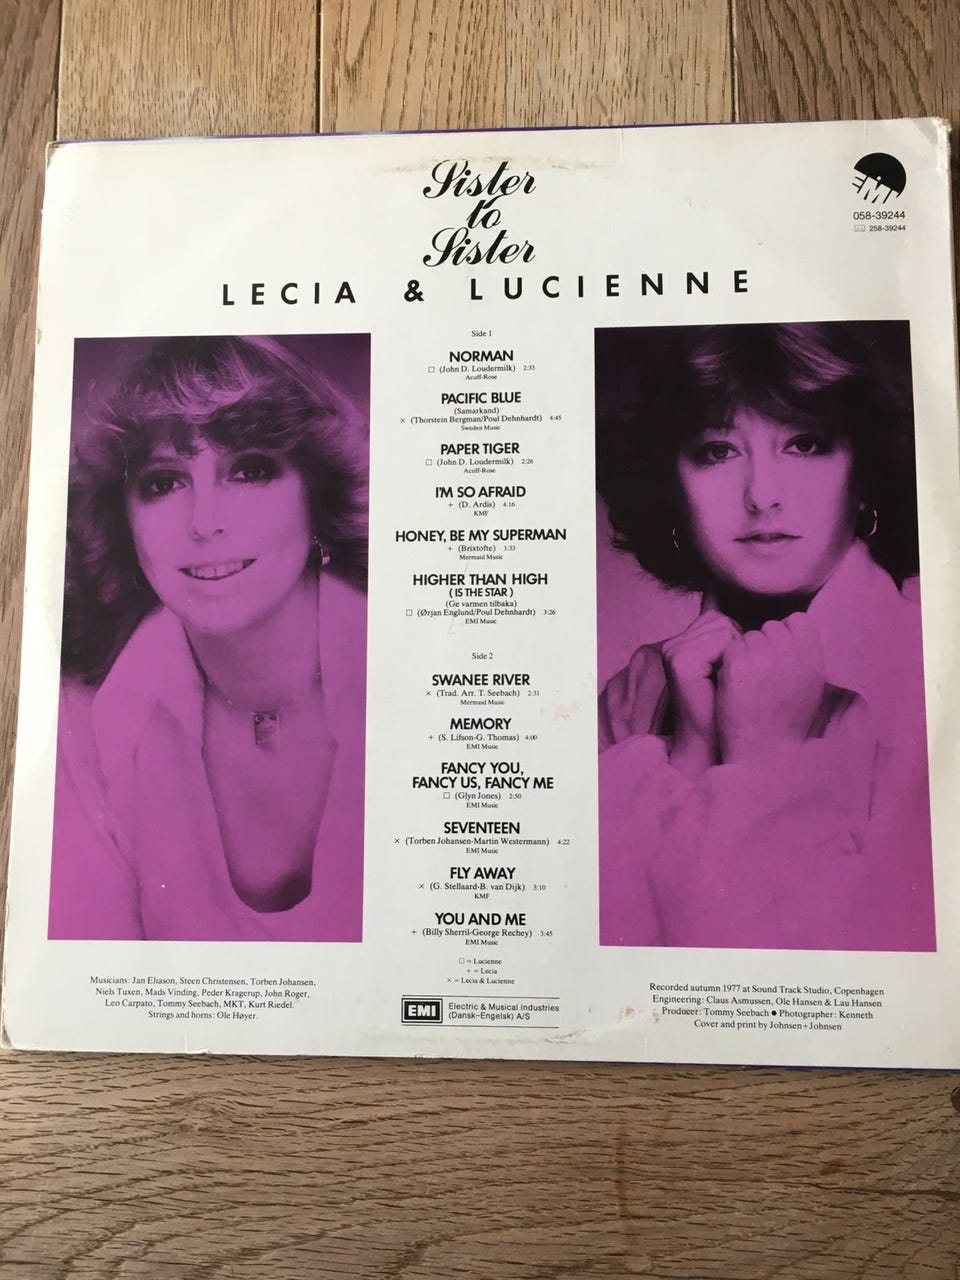 Sister
to
Sister
EMI
058-39244
258-39244
LECIA & LUCIENNE
Side 1
NORMAN
□ (John D. Loudermilk) 2:33
Acuff-Rose
PACIFIC BLUE
(Samarkand)
× (Thorstein Bergman/Poul Dehnhardt) 4:45
Sweden Music
PAPER TIGER
□ (John D. Loudermilk) 2:26
Acuff-Rose
I'M SO AFRAID
+ (D. Ardis) 4:16
KMF
HONEY, BE MY SUPERMAN
+ (Brixtofte) 3:33
Mermaid Music
HIGHER THAN HIGH
(IS THE STAR)
(Ge varmen tilbaka)
□ (Ørjan Englund/Poul Dehnhardt) 3:26
EMI Music
Side 2
SWANEE RIVER
× (Trad. Arr. T. Seebach) 2:31
Mermaid Music
MEMORY
+ (S. Lifson-G. Thomas) 4:00
EMI Music
FANCY YOU,
FANCY US, FANCY ME
□ (Glyn Jones) 2:50
EMI Music
SEVENTEEN
× (Torben Johansen-Martin Westermann) 4:22
EMI Music
FLY AWAY
× (G. Stellaard-B. van Dijk) 3:10
KMF
YOU AND ME
+ (Billy Sherril-George Rechey) 3:45
EMI Music
□ = Lucienne
+ = Lecia
× = Lecia & Lucienne
Musicians: Jan Eliason, Steen Christensen, Torben Johansen,
Niels Tuxen, Mads Vinding, Peder Kragerup, John Roger,
Leo Carpato, Tommy Seebach, MKT, Kurt Riedel.
Strings and horns: Ole Høyer.
EMI
Electric & Musical Industries
(Dansk-Engelsk) A/S
Recorded autumn 1977 at Sound Track Studio, Copenhagen
Engineering: Claus Asmussen, Ole Hansen & Lau Hansen
Producer: Tommy Seebach ● Photographer: Kenneth
Cover and print by Johnsen+Johnsen